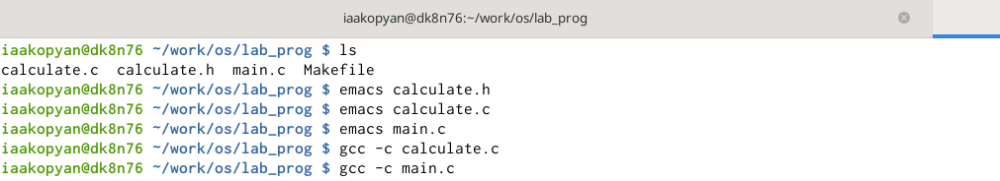 iaakopyan@dk8n76:~/work/os/lab_prog
iaakopyan@dk8n76 ~/work/os/lab_prog $ ls
calculate.c  calculate.h  main.c  Makefile
iaakopyan@dk8n76 ~/work/os/lab_prog $ emacs calculate.h
iaakopyan@dk8n76 ~/work/os/lab_prog $ emacs calculate.c
iaakopyan@dk8n76 ~/work/os/lab_prog $ emacs main.c
iaakopyan@dk8n76 ~/work/os/lab_prog $ gcc -c calculate.c
iaakopyan@dk8n76 ~/work/os/lab_prog $ gcc -c main.c